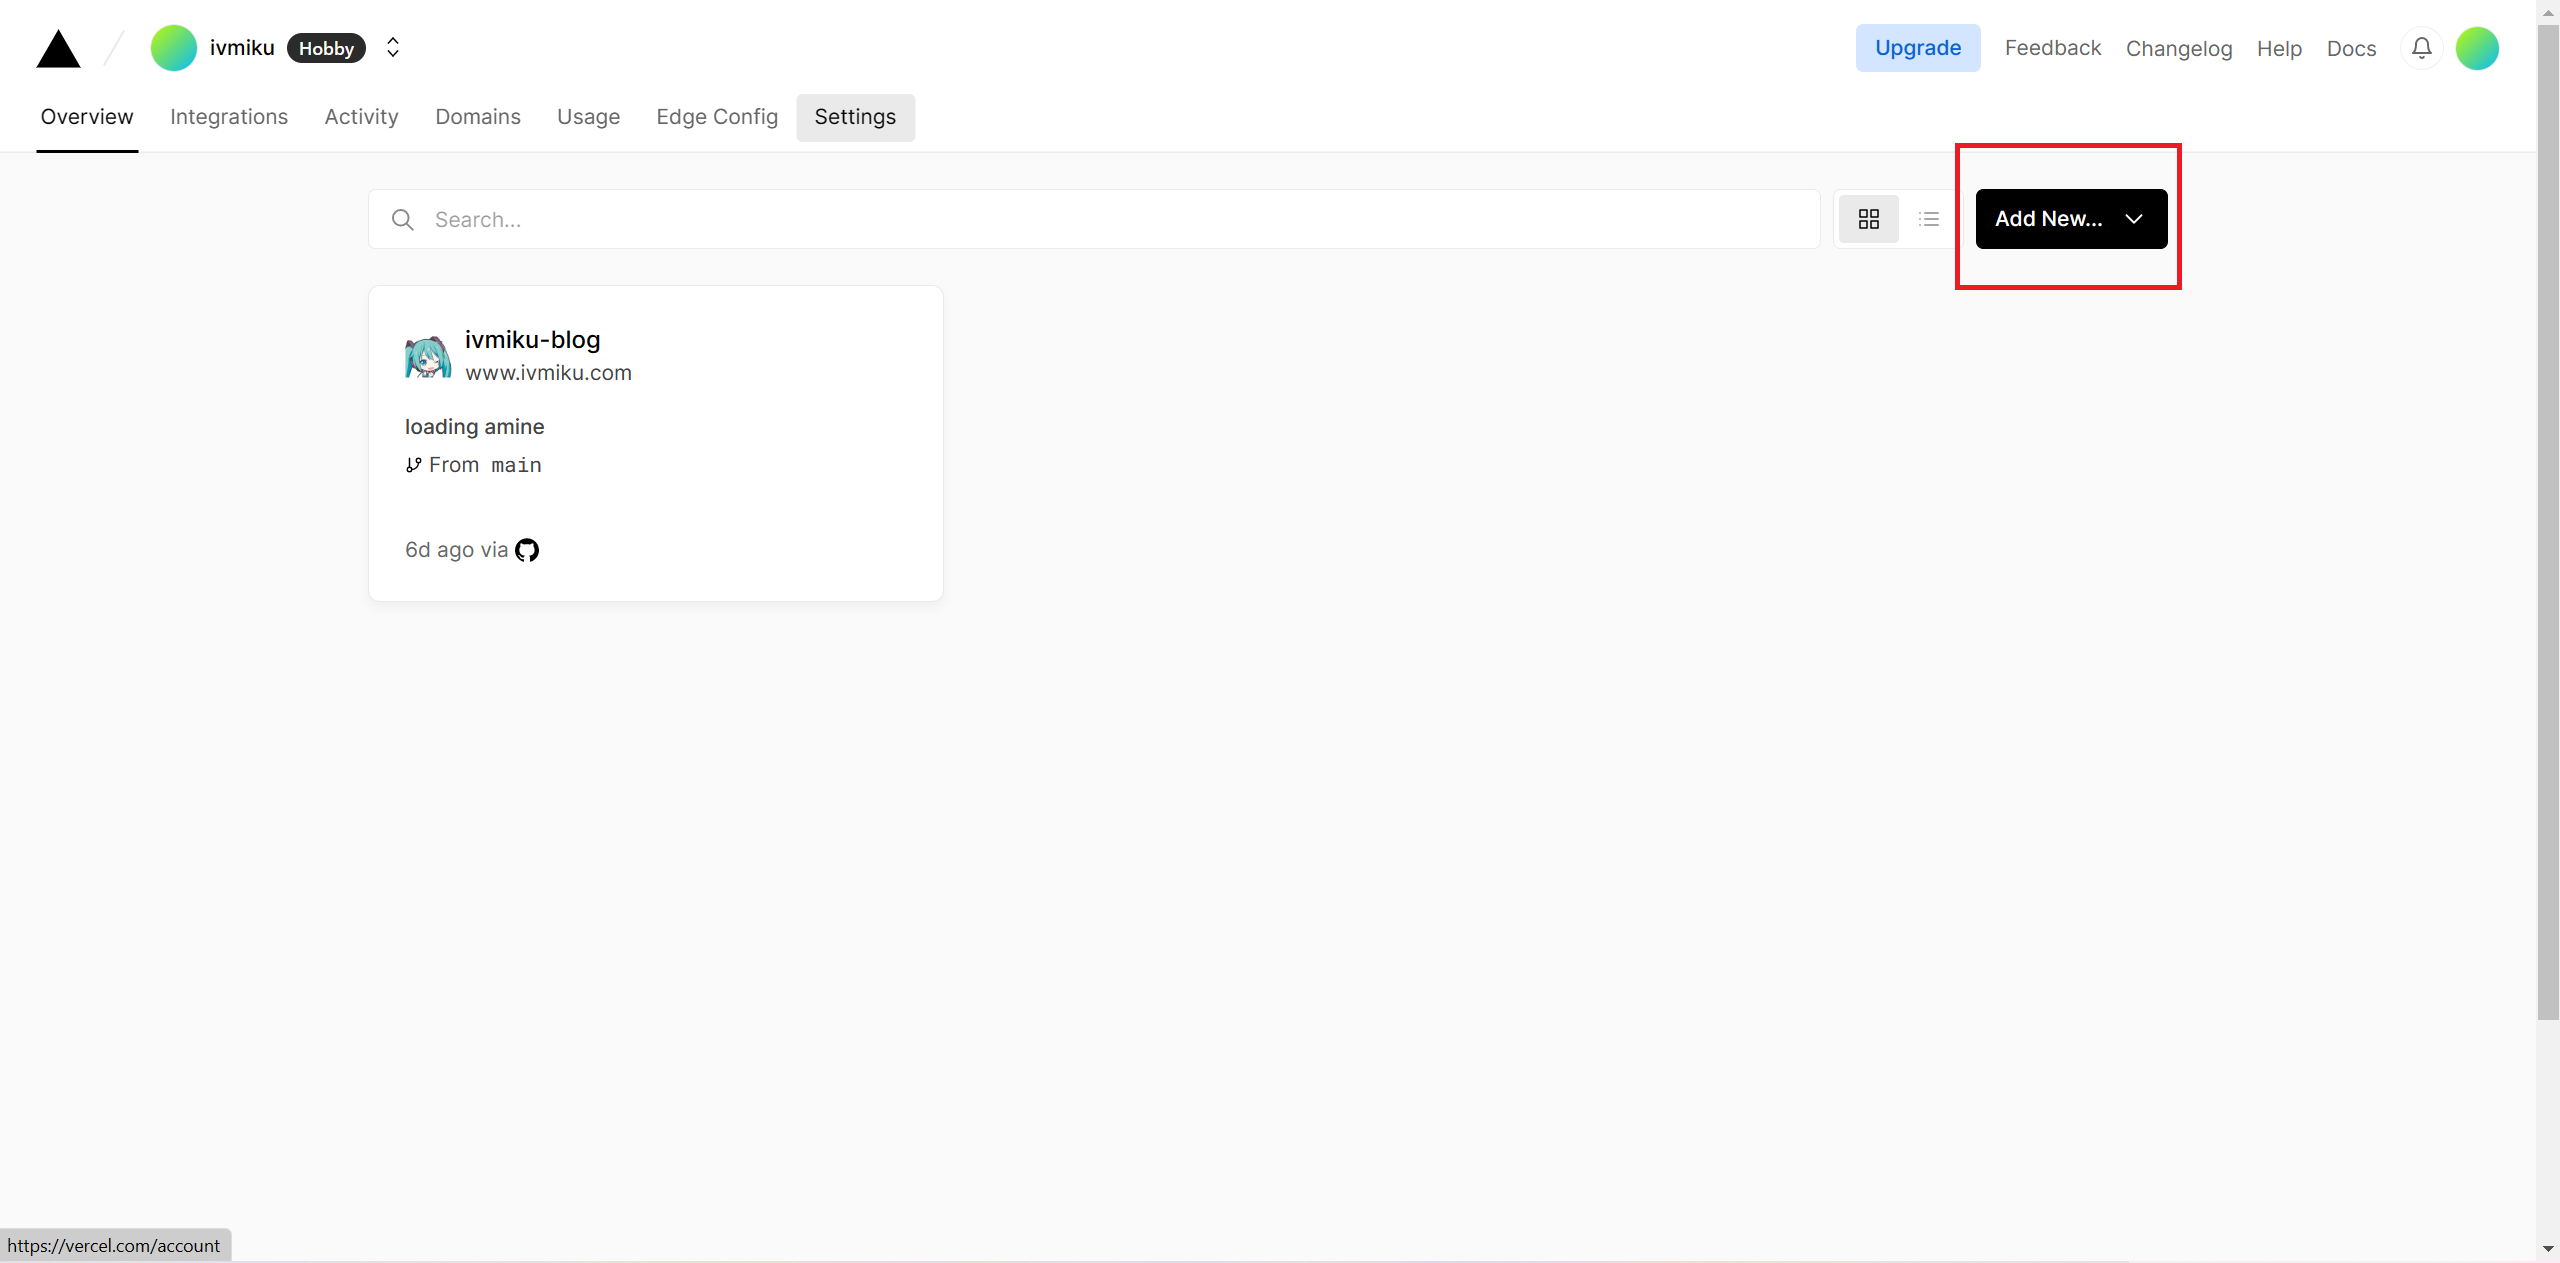 ivmiku Hobby
Upgrade Feedback Changelog Help Docs
Overview Integrations Activity Domains Usage Edge Config Settings
Search...
Add New...
ivmiku-blog
www.ivmiku.com
loading amine
From main
6d ago via
https://vercel.com/account